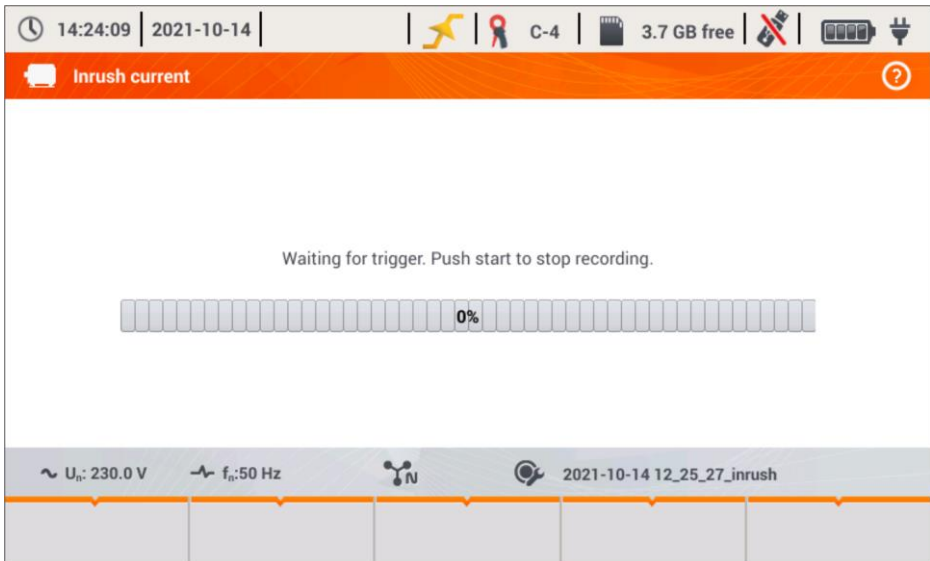 14:24:09 2021-10-14 C-4 3.7 GB free
Inrush current ?
Waiting for trigger. Push start to stop recording.
0%
Uₙ: 230.0 V fₙ:50 Hz N 2021-10-14 12_25_27_inrush